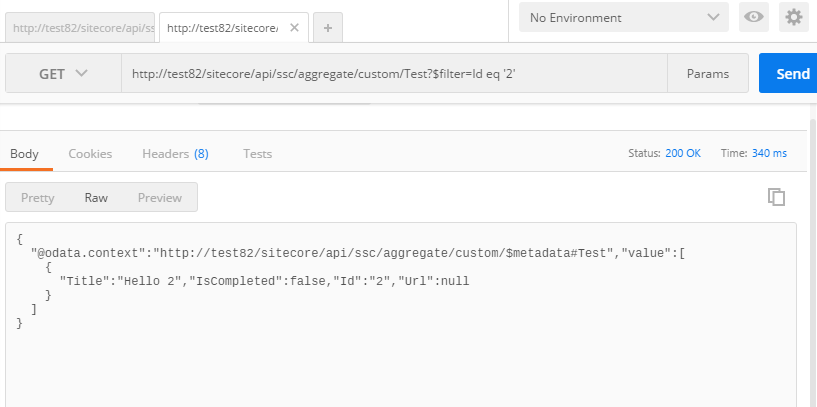 http://test82/sitecore/api/ss
http://test82/sitecore/
No Environment
GET
http://test82/sitecore/api/ssc/aggregate/custom/Test?$filter=Id eq '2'
Params
Send
Body
Cookies
Headers (8)
Tests
Status: 200 OK
Time: 340 ms
Pretty
Raw
Preview
{
"@odata.context":"http://test82/sitecore/api/ssc/aggregate/custom/$metadata#Test","value":[
{
"Title":"Hello 2","IsCompleted":false,"Id":"2","Url":null
}
]
}